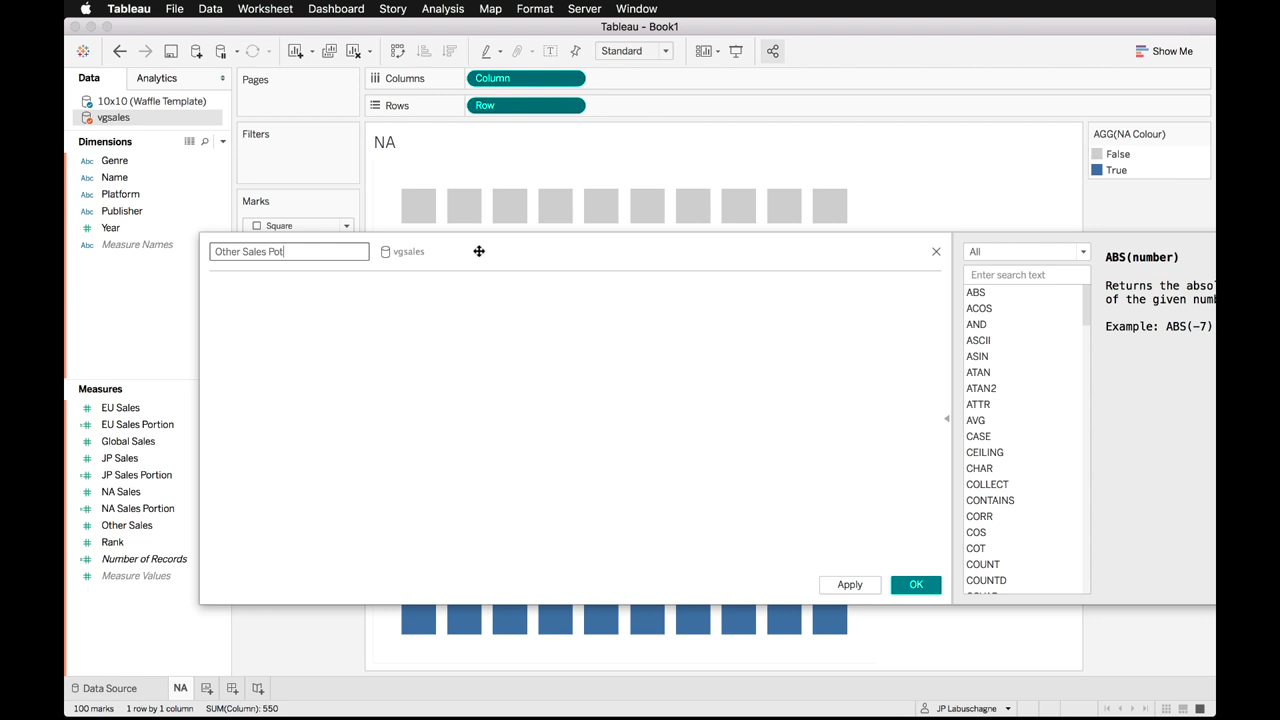 Tableau File Data Worksheet Dashboard Story Analysis Map Format Server Window
Tableau - Book1
Standard
Show Me
Data Analytics
Pages
Columns Column
10x10 (Waffle Template)
vgsales
Rows Row
Dimensions
Filters
NA
AGG(NA Colour)
False
True
Abc Genre
Abc Name
Abc Platform
Abc Publisher
Year
Abc Measure Names
Marks
Square
Other Sales Pot
vgsales
All
Enter search text
ABS
ACOS
AND
ASCII
ASIN
ATAN
ATAN2
ATTR
AVG
CASE
CEILING
CHAR
COLLECT
CONTAINS
CORR
COS
COT
COUNT
COUNTD
ABS(number)
Returns the absol
of the given numb
Example: ABS(-7)
Measures
EU Sales
EU Sales Portion
Global Sales
JP Sales
JP Sales Portion
NA Sales
NA Sales Portion
Other Sales
Rank
Number of Records
Measure Values
Apply OK
Data Source NA
100 marks 1 row by 1 column SUM(Column): 550
JP Labuschagne